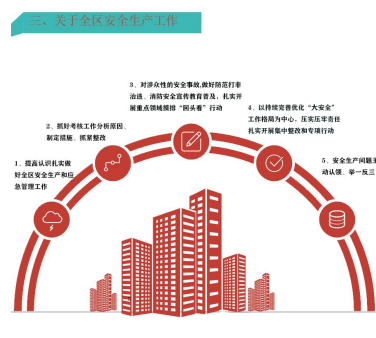 三、关于全区安全生产工作
3、对涉众性的安全事故,做好防范打非
治违、消防安全宣传教育普及，扎实开
展重点领域摸排“回头看”行动
2、抓好考核工作分析原因、
制定措施、抓紧整改
4、以持续完善优化“大安全”
工作格局为中心，压实压牢责任
扎实开展集中整改和专项行动
1、提高认识扎实做
好全区安全生产和应
急管理工作
5、安全生产问题主
动认领、举一反三